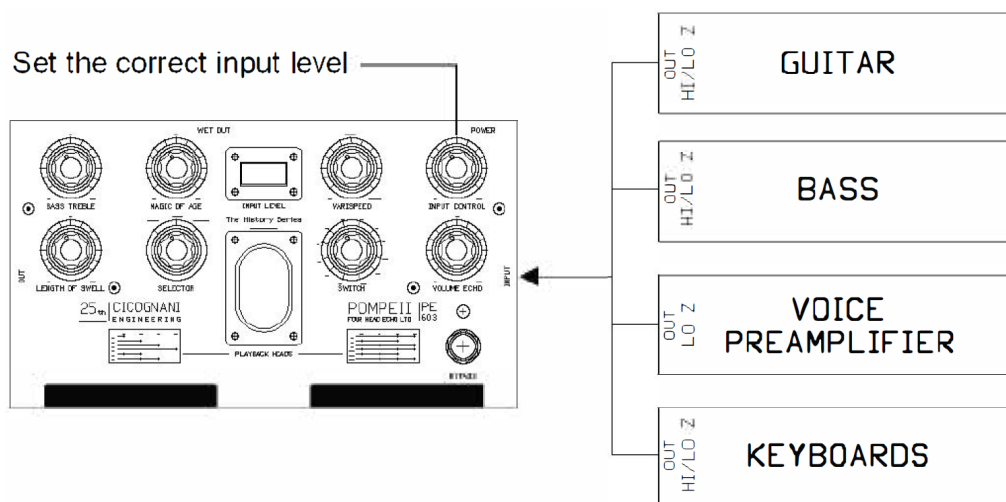 Set the correct input level
WET OUT
POWER
BASS TREBLE
MAGIC OF AGE
INPUT LEVEL
VARISPEED
INPUT CONTROL
The History Series
OUT
LENGTH OF SWELL
SELECTOR
SWITCH
VOLUME ECHO
INPUT
25th CICOGNANI
ENGINEERING
POMPEII PE
FOUR HEAD ECHO LTD 603
PLAYBACK HEADS
OUT
HI/LO Z
GUITAR
OUT
HI/LO Z
BASS
OUT
LO Z
VOICE
PREAMPLIFIER
OUT
HI/LO Z
KEYBOARDS